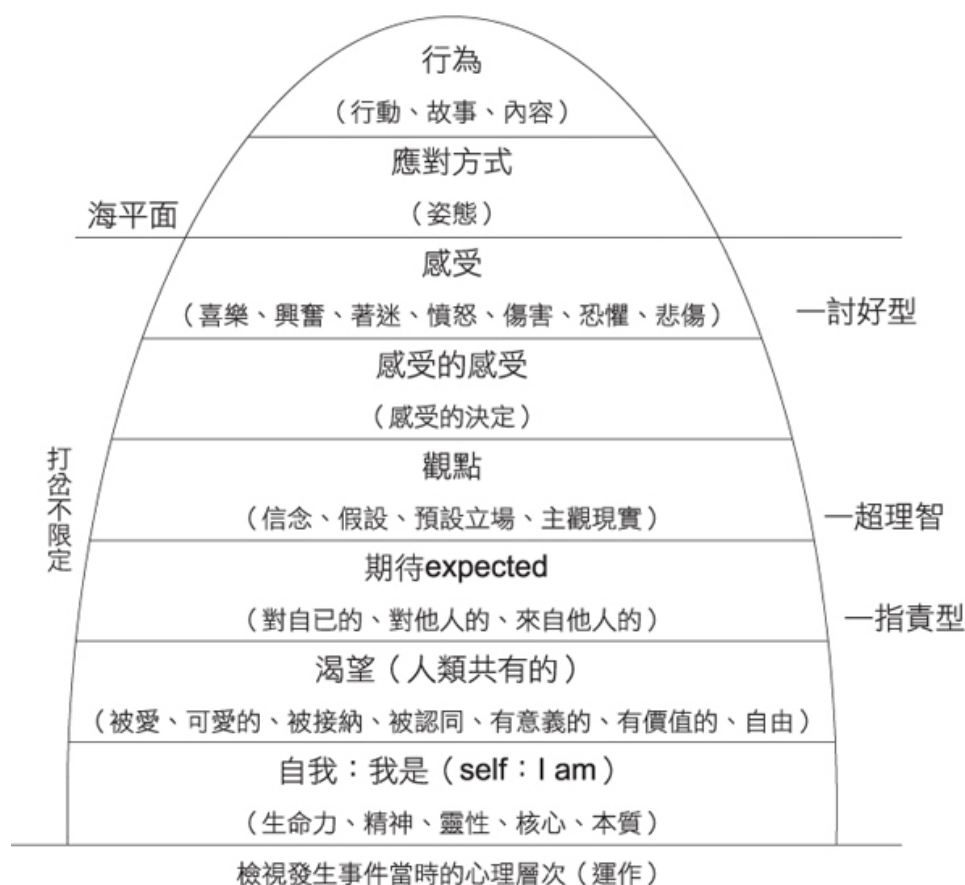 行為
（行動、故事、內容）
應對方式
海平面
（姿態）
感受
（喜樂、興奮、著迷、憤怒、傷害、恐懼、悲傷）
—討好型
感受的感受
（感受的決定）
觀點
打岔不限定
（信念、假設、預設立場、主觀現實）
—超理智
期待expected
（對自已的、對他人的、來自他人的）
—指責型
渴望（人類共有的）
（被愛、可愛的、被接納、被認同、有意義的、有價值的、自由）
自我：我是（self：I am）
（生命力、精神、靈性、核心、本質）
檢視發生事件當時的心理層次（運作）